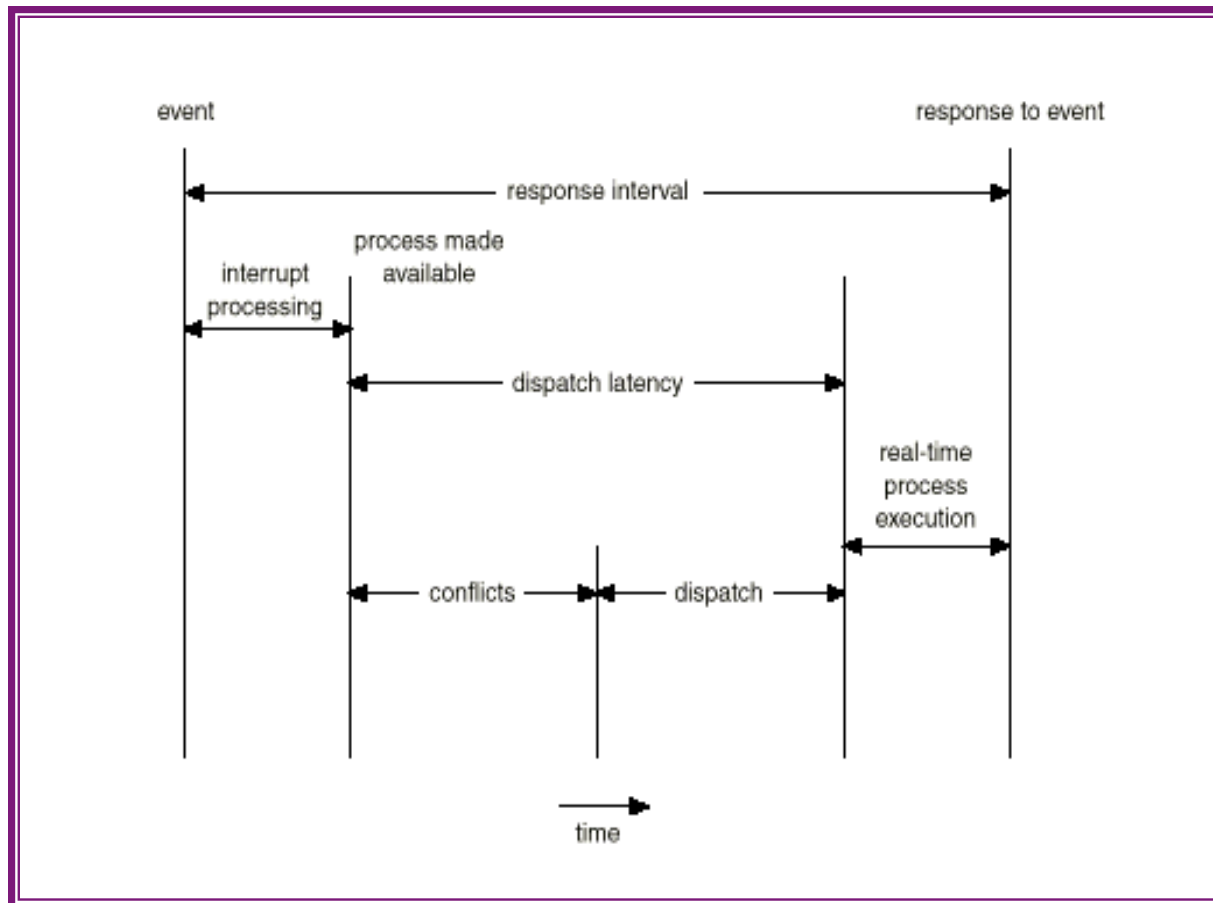 event
response to event
response interval
process made
available
interrupt
processing
dispatch latency
real-time
process
execution
conflicts
dispatch
time